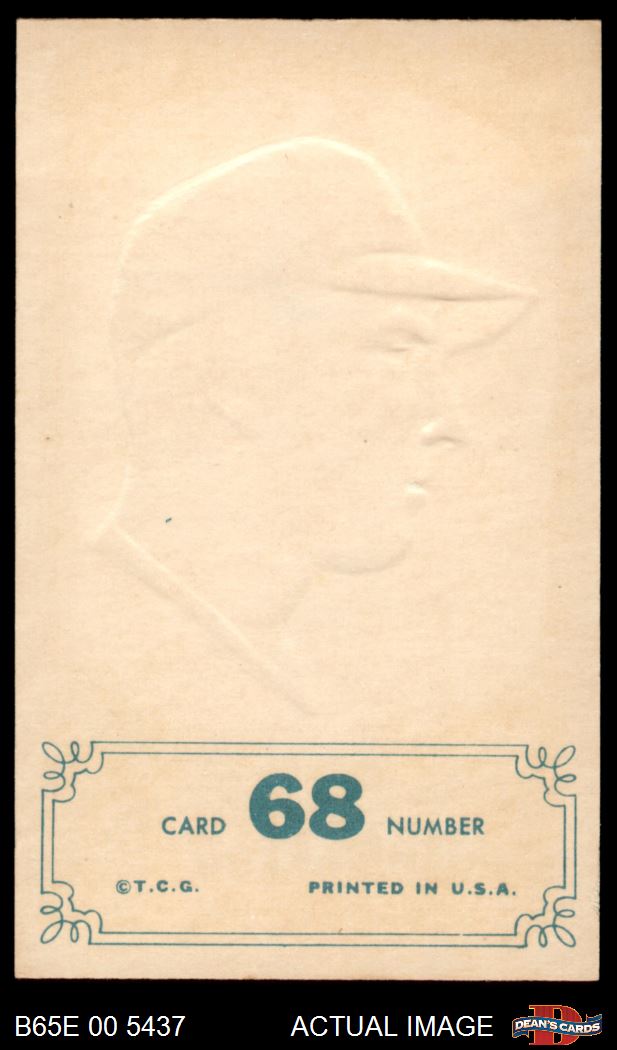 CARD 68 NUMBER
©T.C.G. PRINTED IN U.S.A.
B65E 00 5437 ACTUAL IMAGE DEAN'S CARDS